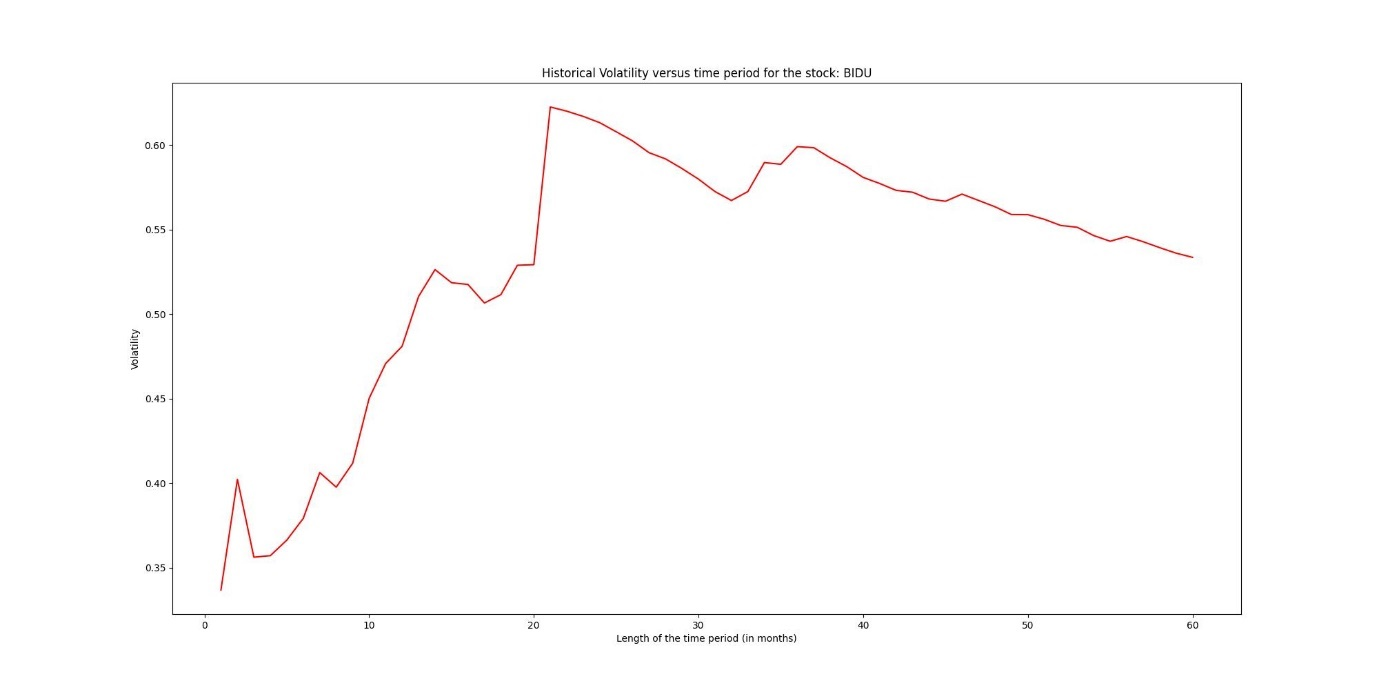 Historical Volatility versus time period for the stock: BIDU
0.60
0.55
0.50
0.45
0.40
0.35
Volatility
0 10 20 30 40 50 60
Length of the time period (in months)